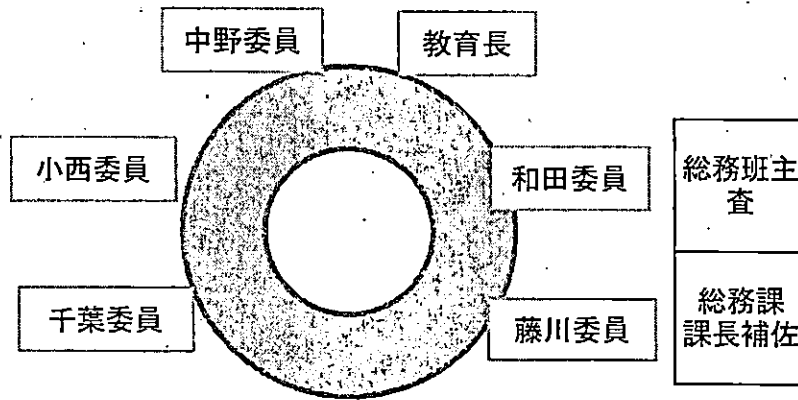 中野委員
教育長
小西委員
和田委員
総務班主
査
千葉委員
藤川委員
総務課
課長補佐